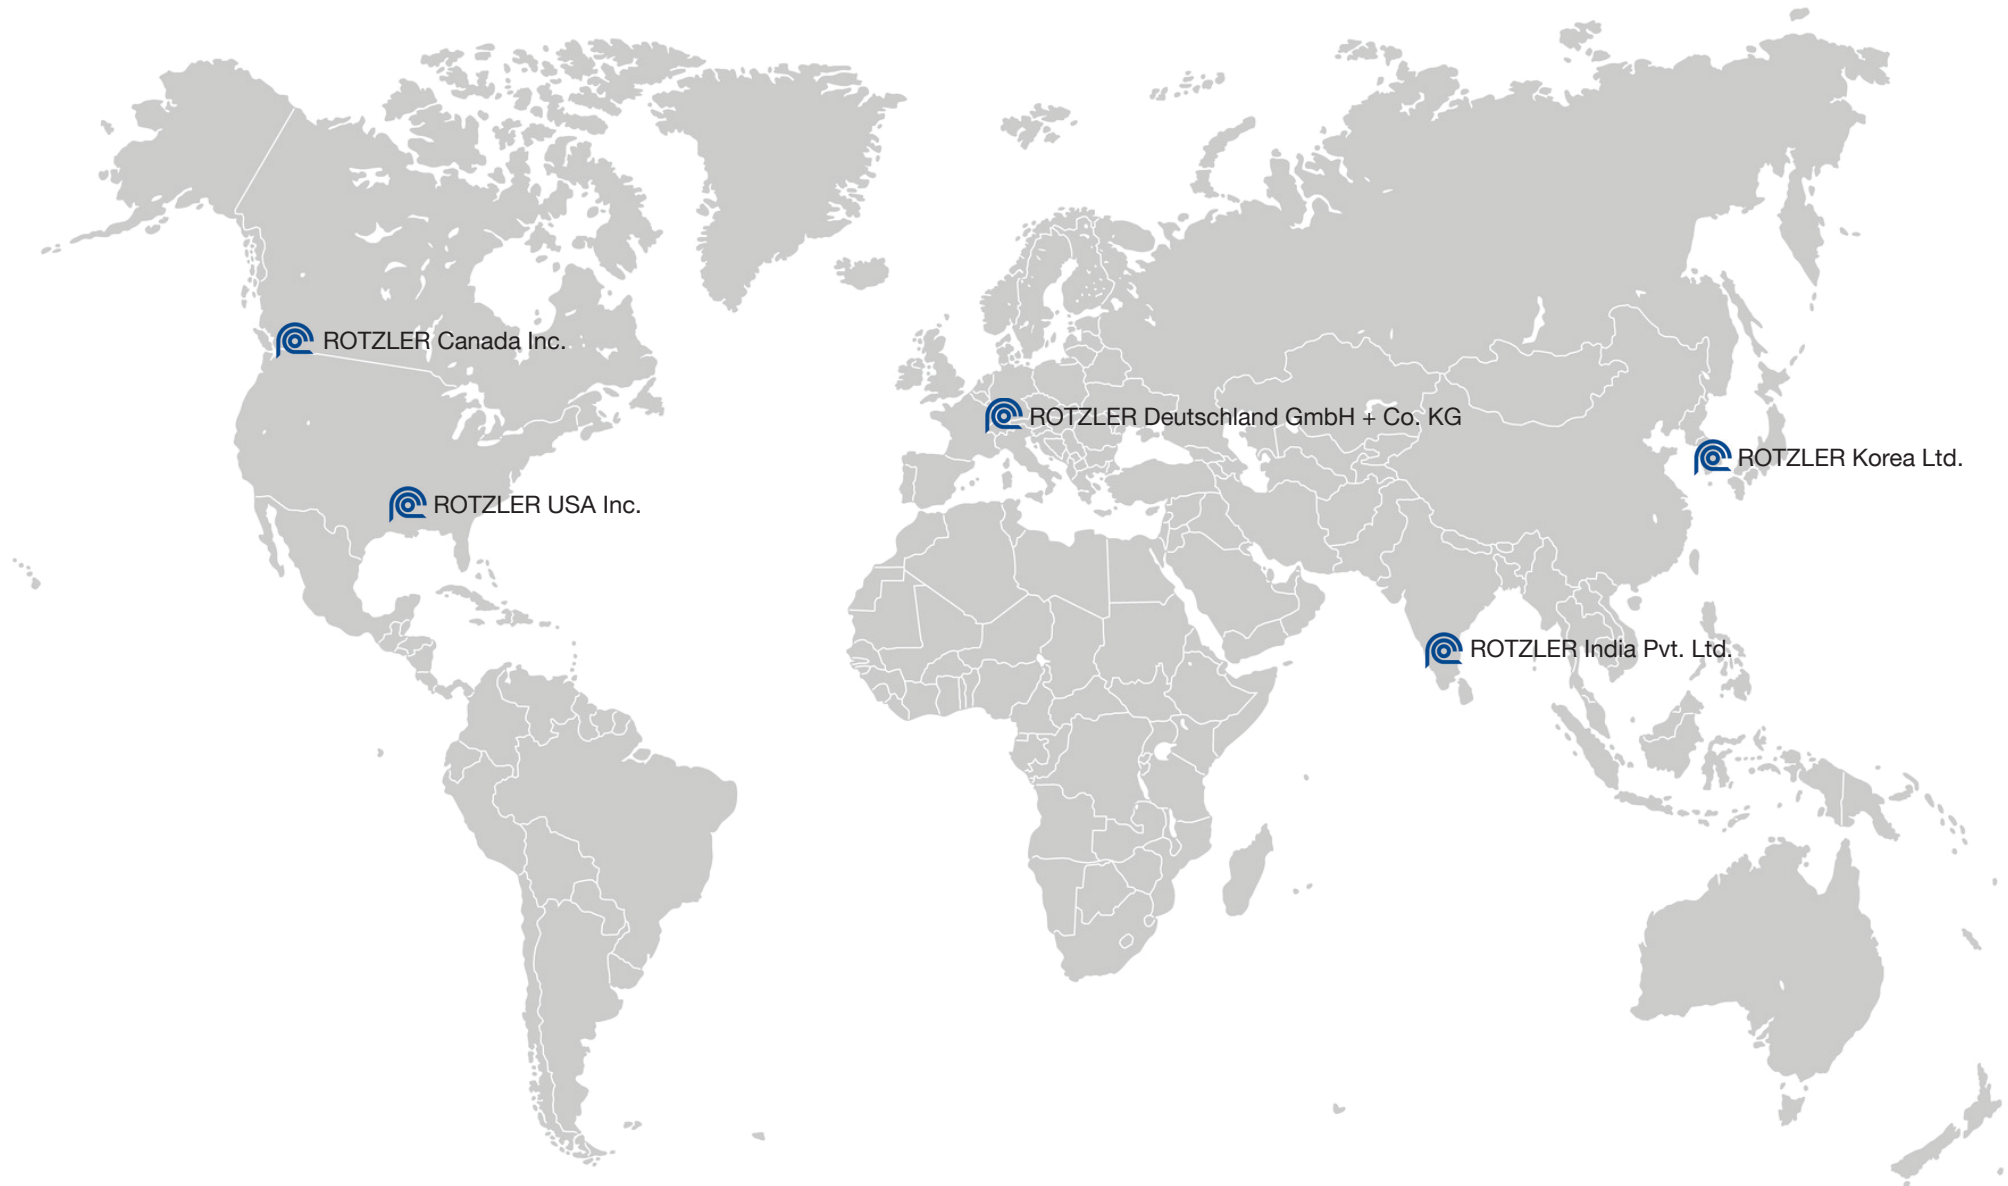 ROTZLER Canada Inc.
ROTZLER Deutschland GmbH + Co. KG
ROTZLER Korea Ltd.
ROTZLER USA Inc.
ROTZLER India Pvt. Ltd.